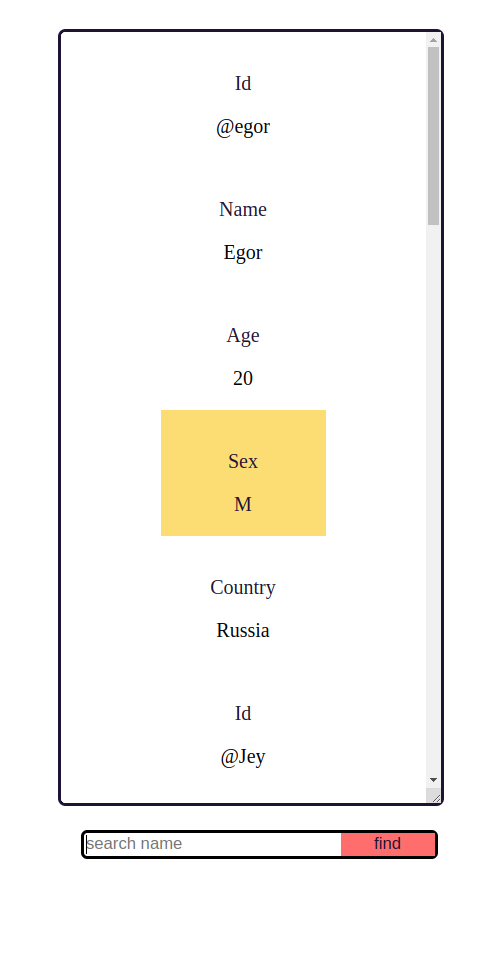 Id
@egor
Name
Egor
Age
20
Sex
M
Country
Russia
Id
@Jey
search name
find